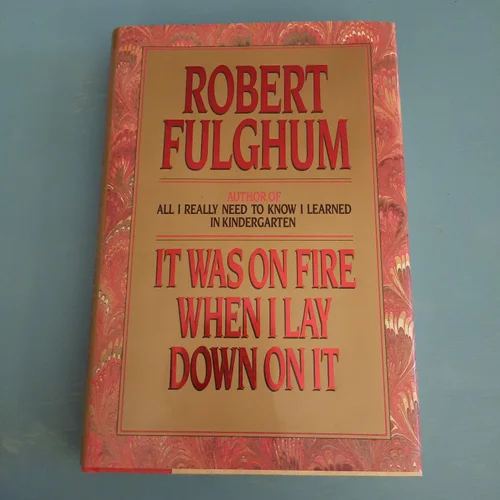 ROBERT
FULGHUM
AUTHOR OF
ALL I REALLY NEED TO KNOW I LEARNED
IN KINDERGARTEN
IT WAS ON FIRE
WHEN I LAY
DOWN ON IT